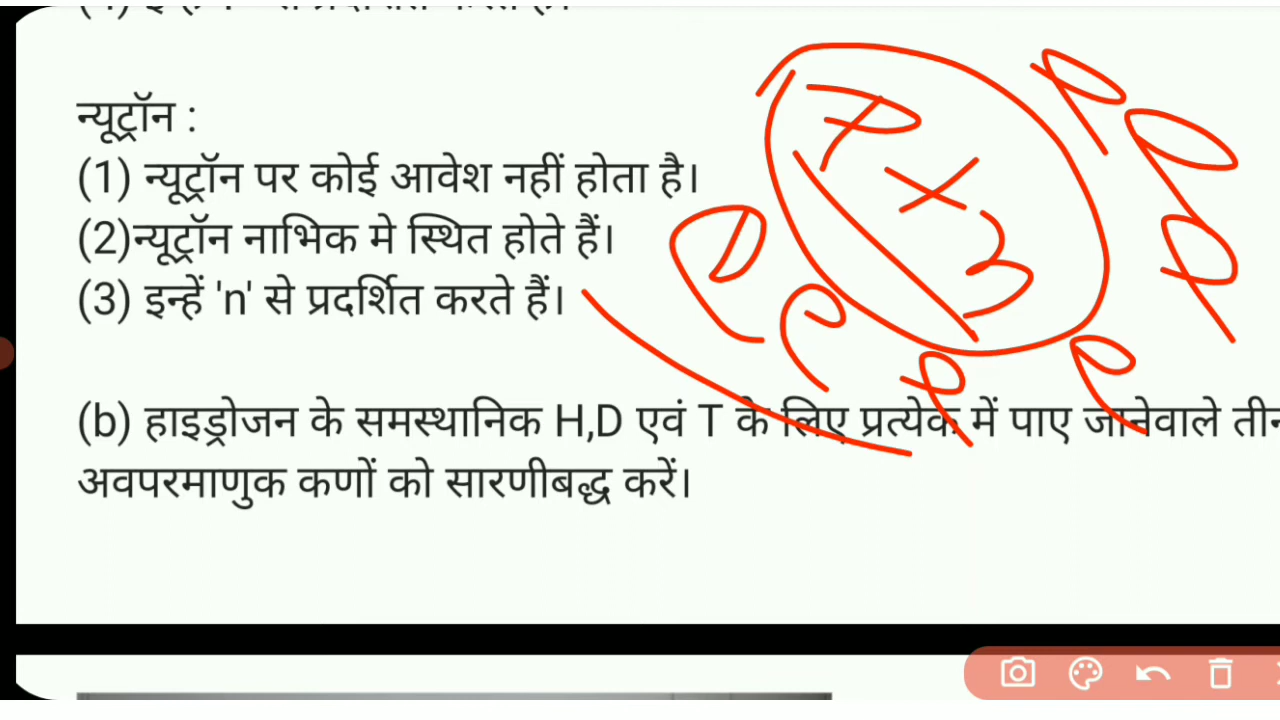 न्यूट्रॉन :
(1) न्यूट्रॉन पर कोई आवेश नहीं होता है।
(2)न्यूट्रॉन नाभिक मे स्थित होते हैं।
(3) इन्हें 'n' से प्रदर्शित करते हैं।
(b) हाइड्रोजन के समस्थानिक H,D एवं T के लिए प्रत्येक में पाए जानेवाले
अवपरमाणुक कणों को सारणीबद्ध करें।